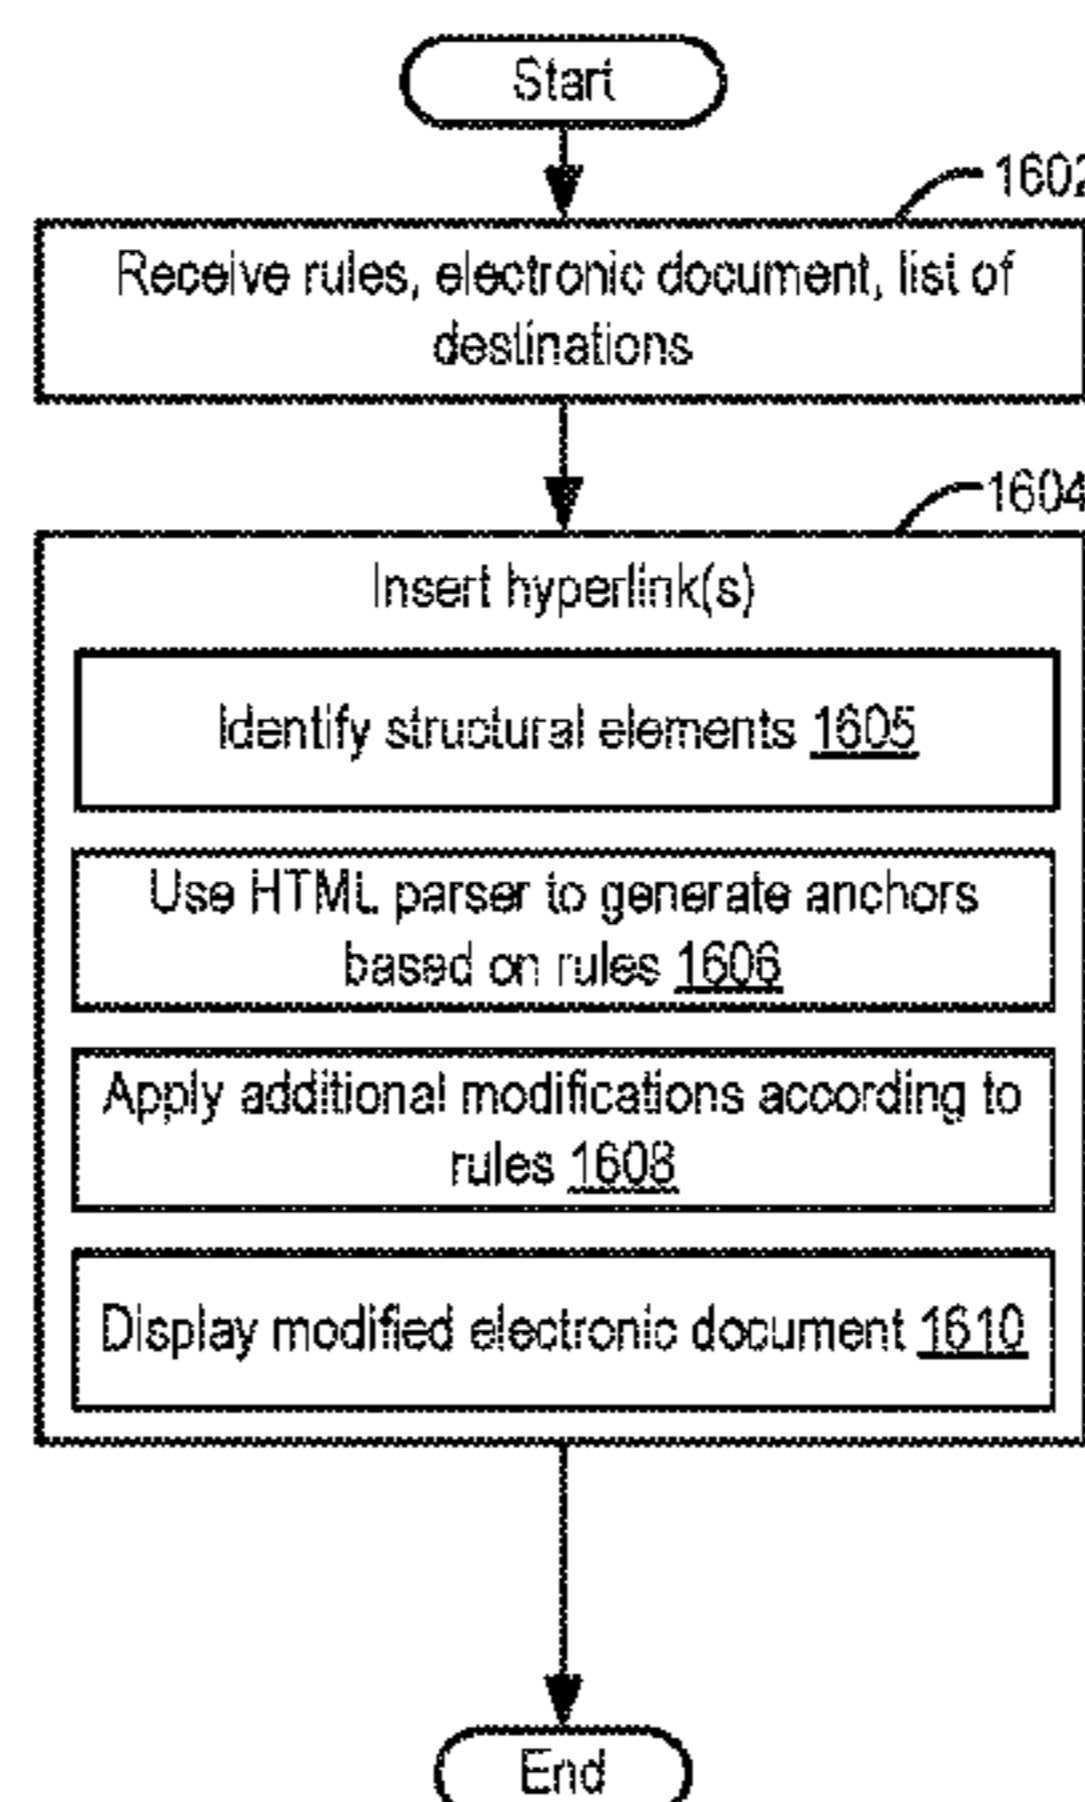 Start
1602
Receive rules, electronic document, list of
destinations
1604
Insert hyperlink(s)
Identify structural elements 1605
Use HTML parser to generate anchors
based on rules 1606
Apply additional modifications according to
rules 1608
Display modified electronic document 1610
End